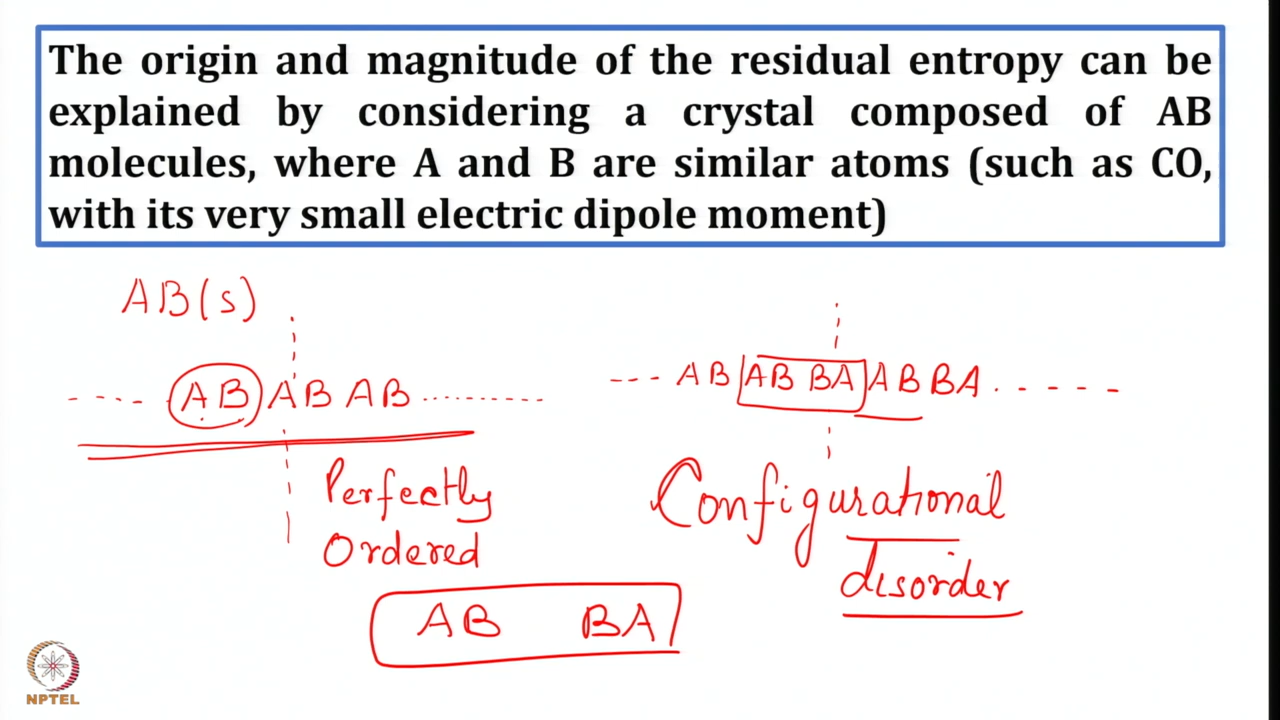 The origin and magnitude of the residual entropy can be
explained by considering a crystal composed of AB
molecules, where A and B are similar atoms (such as CO,
with its very small electric dipole moment)
AB(s)
----- AB AB AB ..........
--- AB AB BA AB BA .-----
Perfectly
Ordered
Configurational
disorder
AB BA
NPTEL